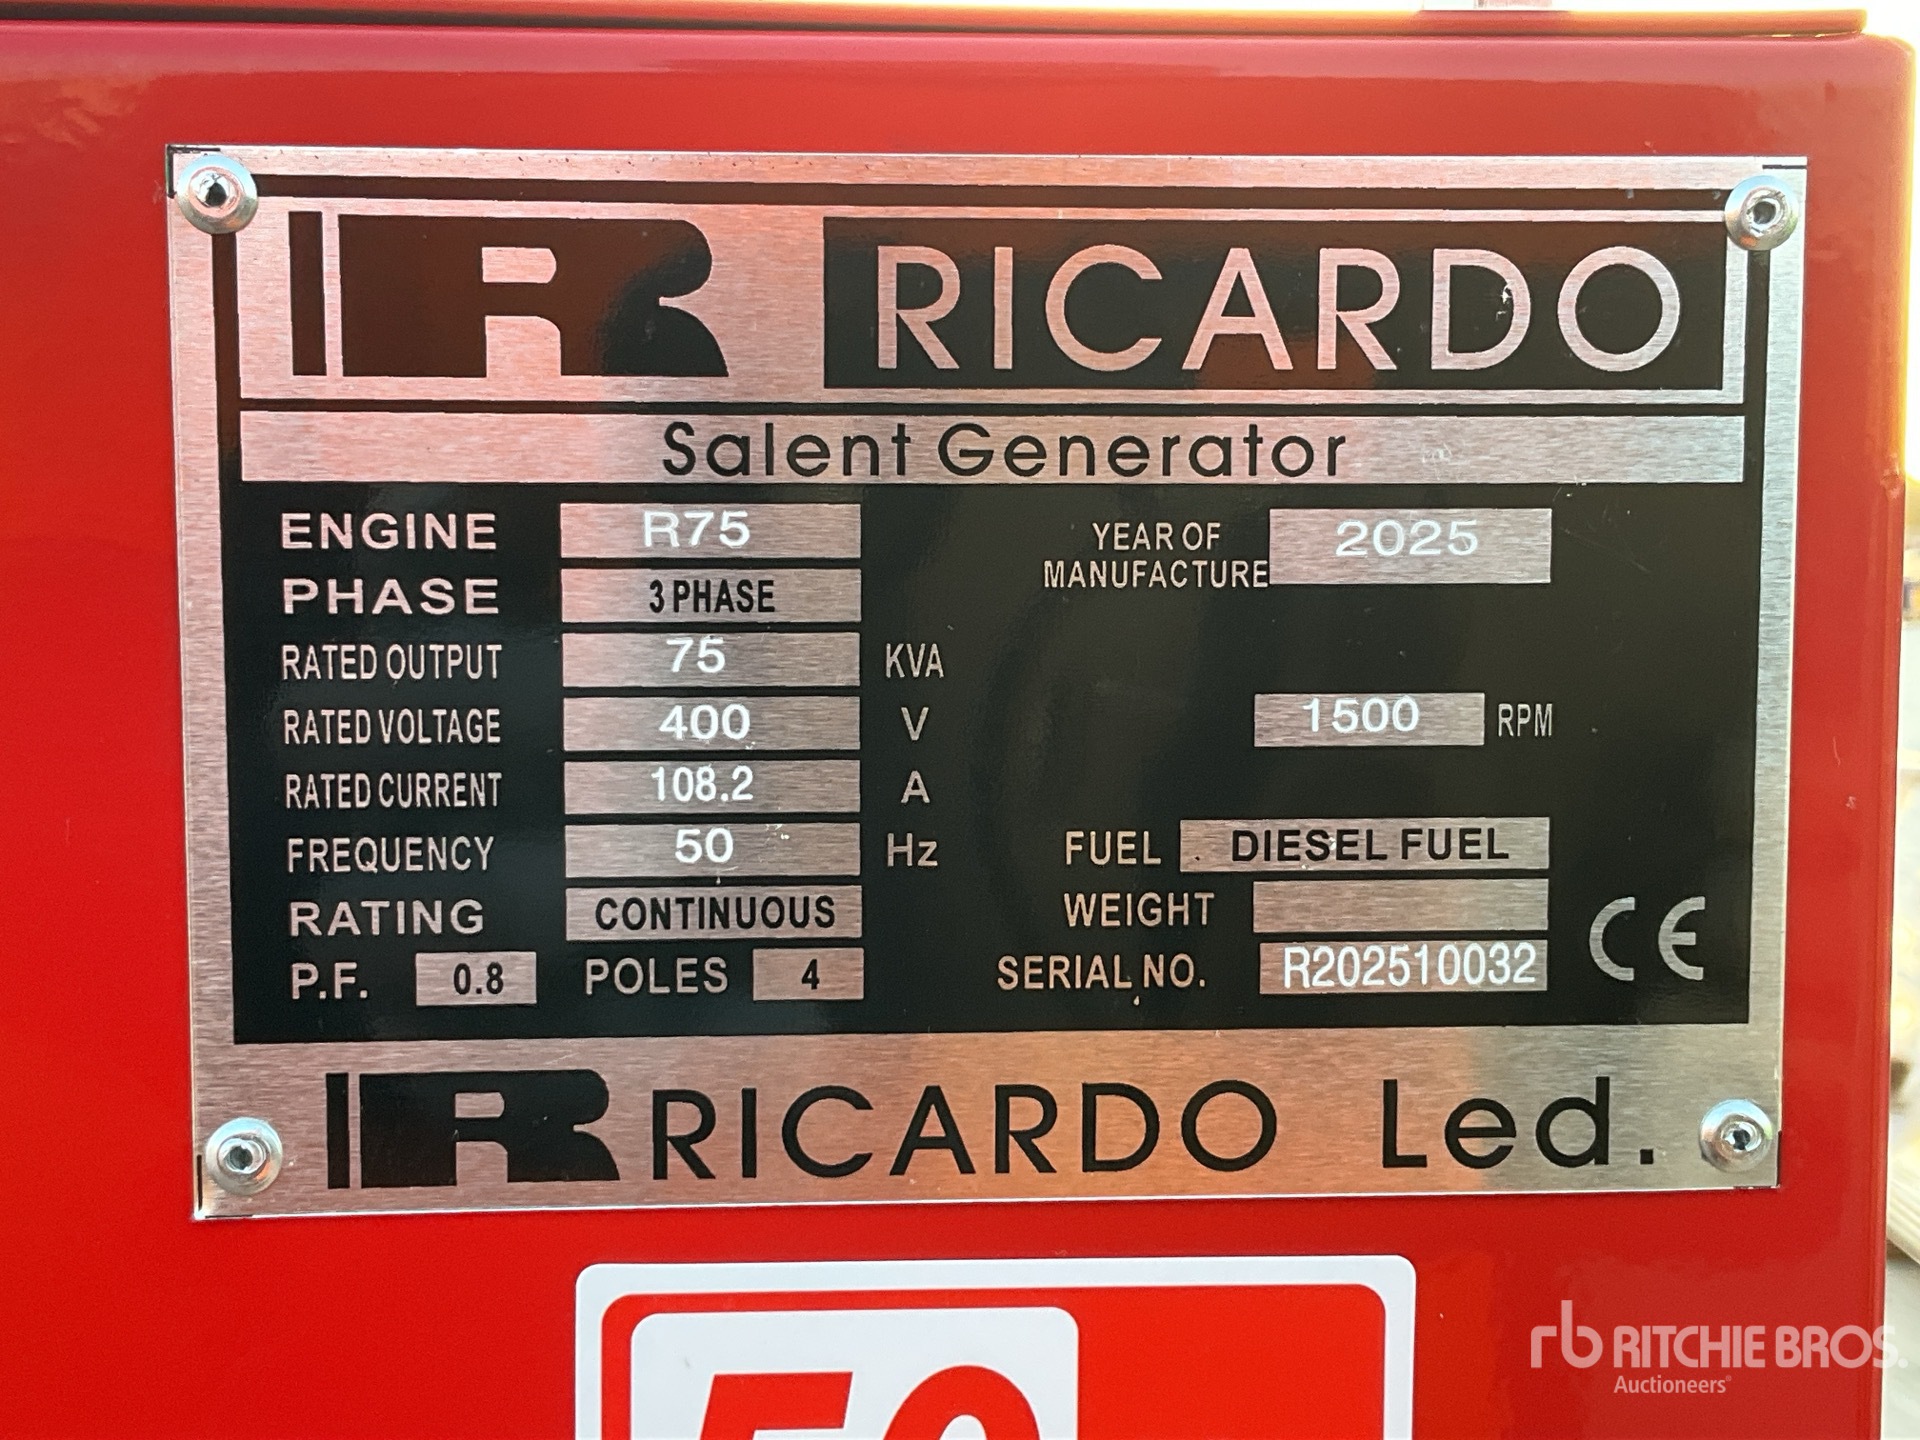 R RICARDO
Salent Generator
ENGINE R75
YEAR OF
MANUFACTURE 2025
PHASE 3 PHASE
RATED OUTPUT 75 KVA
RATED VOLTAGE 400 V
1500 RPM
RATED CURRENT 108.2 A
FREQUENCY 50 Hz
FUEL DIESEL FUEL
RATING CONTINUOUS
WEIGHT
P.F. 0.8 POLES 4
SERIAL NO. R202510032
CE
R RICARDO Led.
50
rb RITCHIE BROS.
Auctioneers